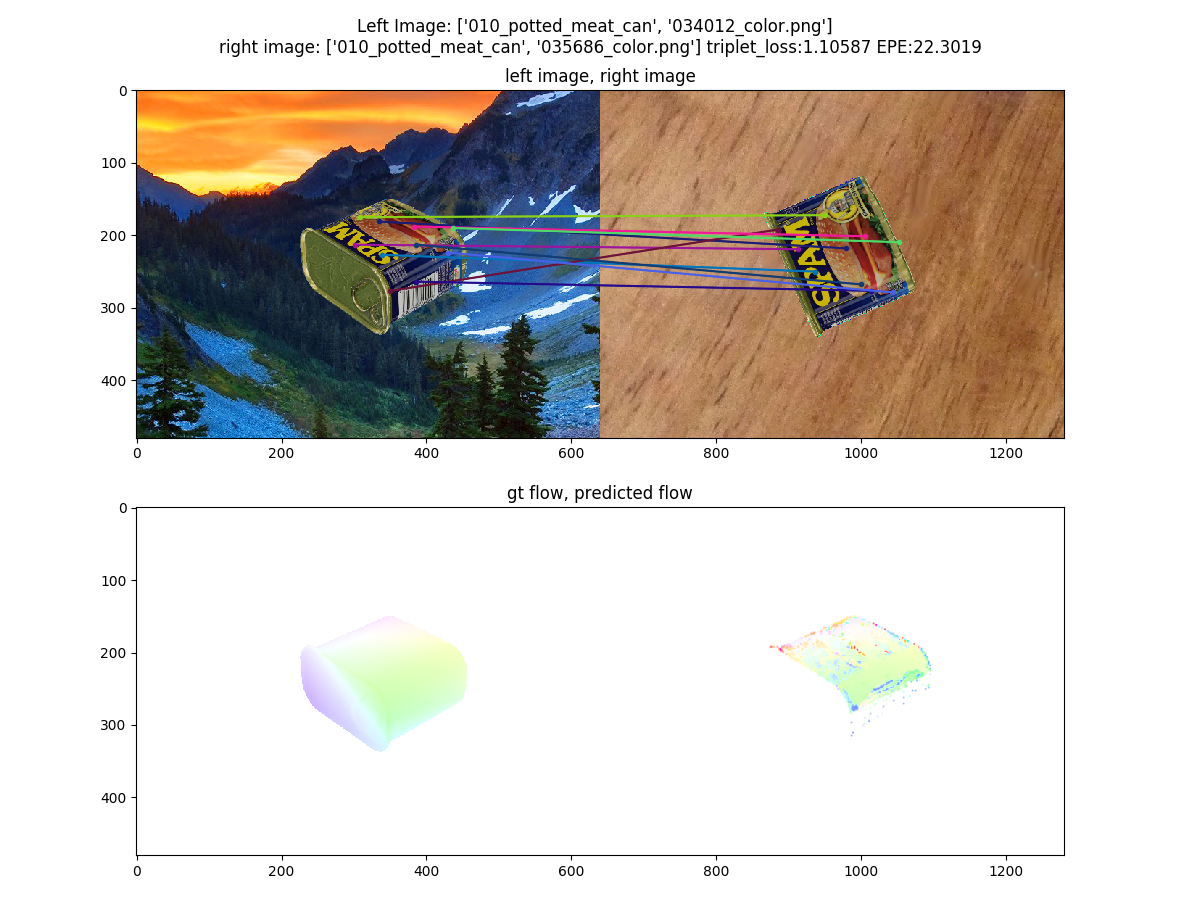 Left Image: ['010_potted_meat_can', '034012_color.png']
right image: ['010_potted_meat_can', '035686_color.png'] triplet_loss:1.10587 EPE:22.3019
left image, right image
0
100
200
300
400
SPAM
SPAM
0 200 400 600 800 1000 1200
gt flow, predicted flow
0
100
200
300
400
0 200 400 600 800 1000 1200